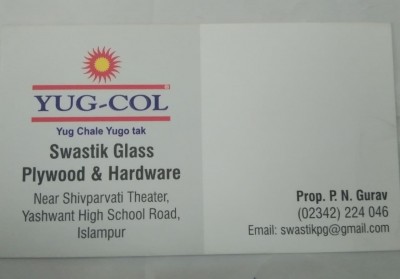 YUG-COL
Yug Chale Yugo tak
Swastik Glass
Plywood & Hardware
Near Shivparvati Theater,
Yashwant High School Road,
Islampur
Prop. P. N. Gurav
(02342) 224 046
Email: swastikpg@gmail.com